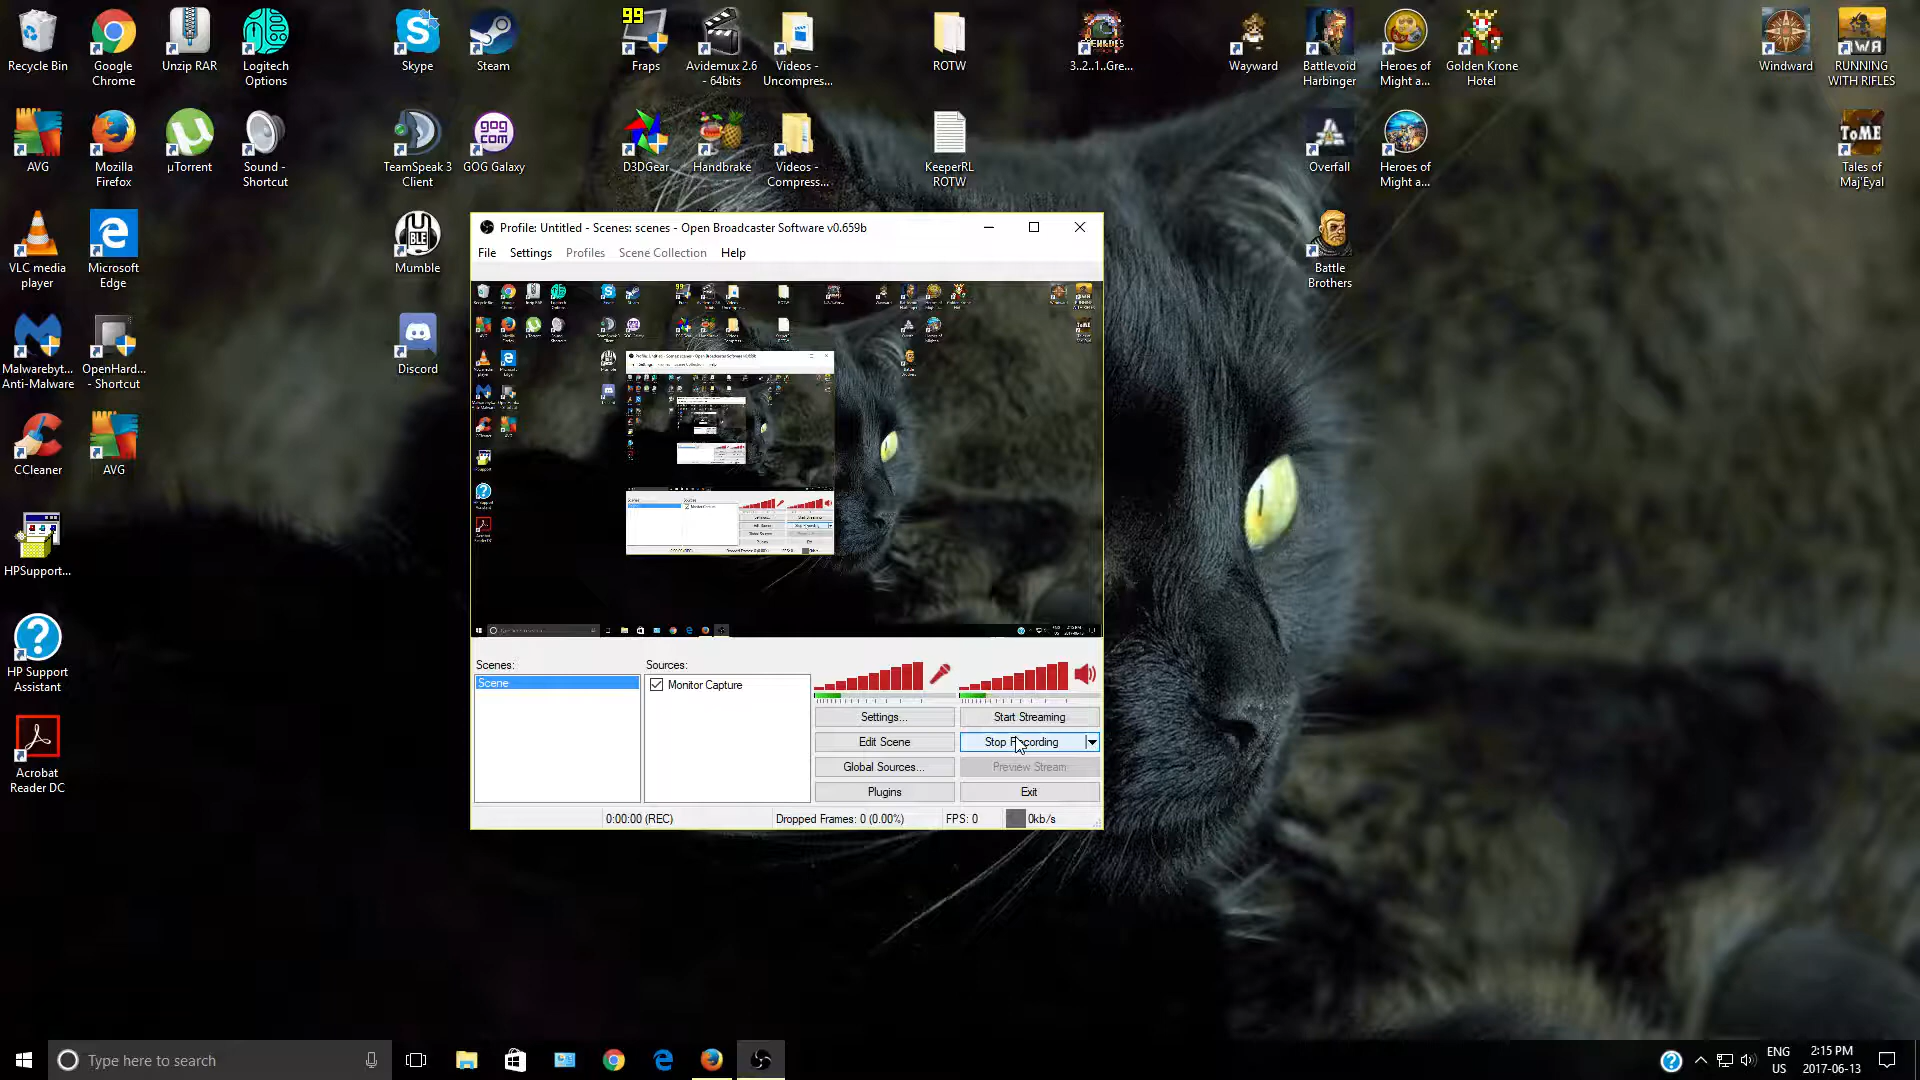 Recycle Bin
Google
Chrome
Unzip RAR
Logitech
Options
Skype
Steam
99
Fraps
Avidemux 2.6
- 64bits
Videos -
Uncompres...
ROTW
3..2..1..Gre...
Wayward
Battlevoid
Harbinger
Heroes of
Might a...
Golden Krone
Hotel
Windward
RWA
RUNNING
WITH RIFLES
AVG
Mozilla
Firefox
µTorrent
Sound -
Shortcut
TeamSpeak 3
Client
gog
com
GOG Galaxy
D3DGear
Handbrake
Videos -
Compress...
KeeperRL
ROTW
Overfall
Heroes of
Might a...
ToME
Tales of
Maj'Eyal
VLC media
player
Microsoft
Edge
Mumble
Battle
Brothers
Malwarebyt...
Anti-Malware
OpenHard...
- Shortcut
Discord
CCleaner
AVG
HPSupport...
HP Support
Assistant
Acrobat
Reader DC
Profile: Untitled - Scenes: scenes - Open Broadcaster Software v0.659b
File Settings Profiles Scene Collection Help
Scenes:
Scene
Sources:
Monitor Capture
Settings...
Start Streaming
Edit Scene
Stop Recording
Global Sources...
Preview Stream
Plugins
Exit
0:00:00 (REC)
Dropped Frames: 0 (0.00%)
FPS: 0
0kb/s
Type here to search
ENG
US
2:15 PM
2017-06-13